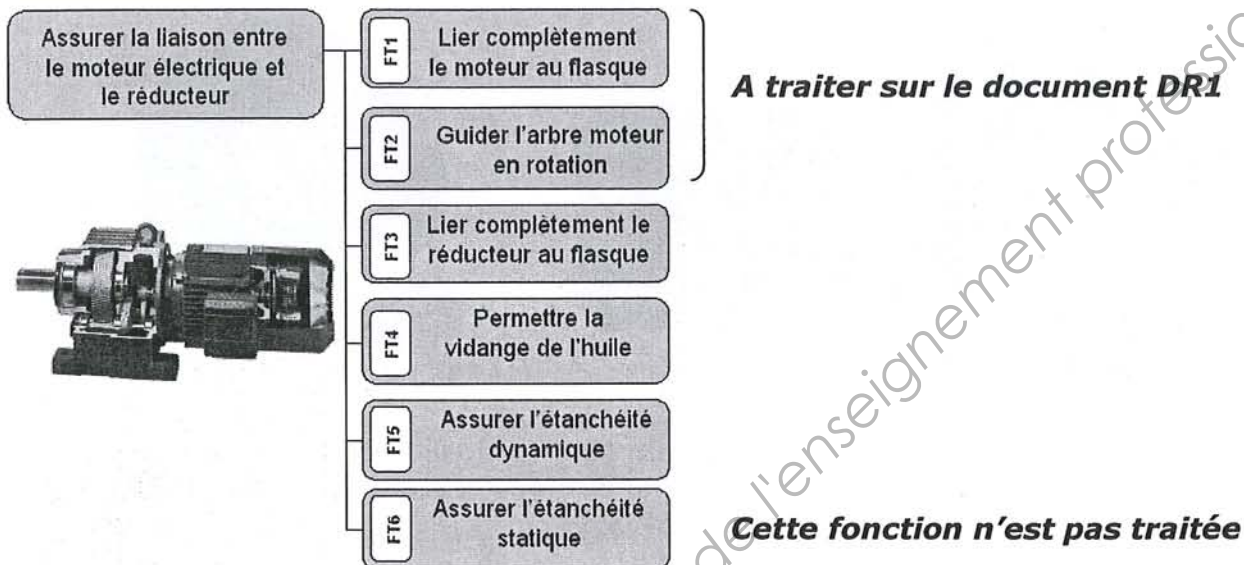 Assurer la liaison entre
le moteur électrique et
le réducteur
FT1
Lier complètement
le moteur au flasque
FT2
Guider l'arbre moteur
en rotation
A traiter sur le document DR1
FT3
Lier complètement le
réducteur au flasque
FT4
Permettre la
vidange de l'huile
FT5
Assurer l'étanchéité
dynamique
FT6
Assurer l'étanchéité
statique
Cette fonction n'est pas traitée
de l'enseignement